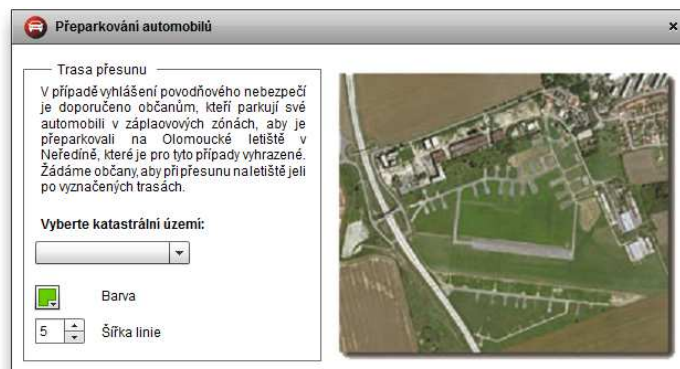 Přeparkování automobilů
x
Trasa přesunu
V případě vyhlášení povodňového nebezpečí
je doporučeno občanům, kteří parkují své
automobili v záplaovových zónách, aby je
přeparkovali na Olomoucké letiště v
Neředíně, které je pro tyto případy vyhrazené.
Žádáme občany, aby při přesunu na letiště jeli
po vyznačených trasách.
Vyberte katastrální území:
Barva
5 Šířka linie